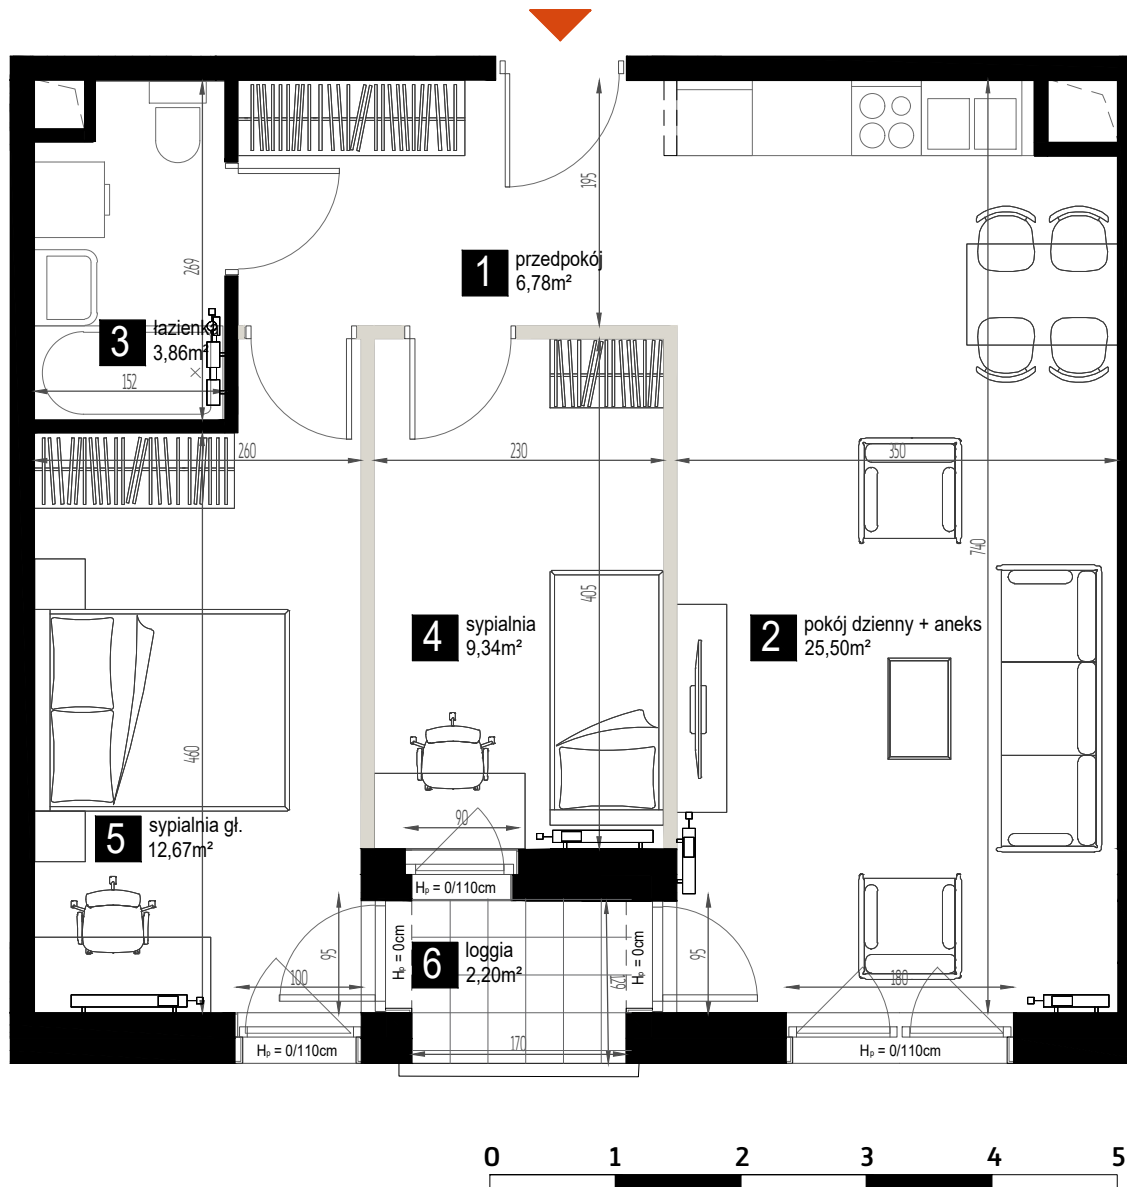 195
1
przedpokój
6,78m²
269
3
łazienka
3,86m²
152
260
230
350
740
405
4
sypialnia
9,34m²
2
pokój dzienny + aneks
25,50m²
460
90
5
sypialnia gł.
12,67m²
Hₚ = 0/110cm
6
loggia
2,20m²
Hₚ = 0cm
Hₚ = 0cm
95
95
129
100
180
170
Hₚ = 0/110cm
Hₚ = 0/110cm
0 1 2 3 4 5